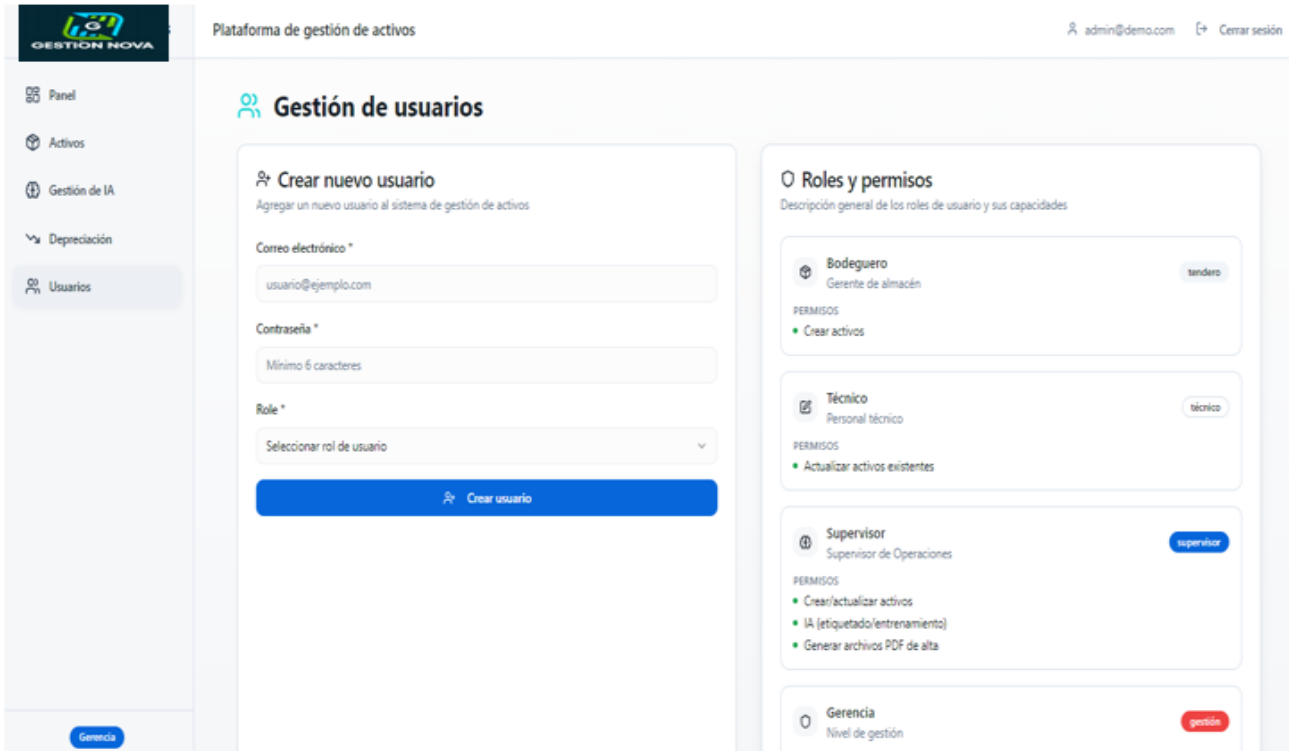 GESTION NOVA
Plataforma de gestión de activos
admin@demo.com
Cerrar sesión
Panel
Activos
Gestión de IA
Depreciación
Usuarios
Gerencia
Gestión de usuarios
Crear nuevo usuario
Agregar un nuevo usuario al sistema de gestión de activos
Correo electrónico *
usuario@ejemplo.com
Contraseña *
Mínimo 6 caracteres
Role *
Seleccionar rol de usuario
Crear usuario
Roles y permisos
Descripción general de los roles de usuario y sus capacidades
Bodeguero
Gerente de almacén
tendero
PERMISOS
Crear activos
Técnico
Personal técnico
técnico
PERMISOS
Actualizar activos existentes
Supervisor
Supervisor de Operaciones
supervisor
PERMISOS
Crear/actualizar activos
IA (etiquetado/entrenamiento)
Generar archivos PDF de alta
Gerencia
Nivel de gestión
gestión